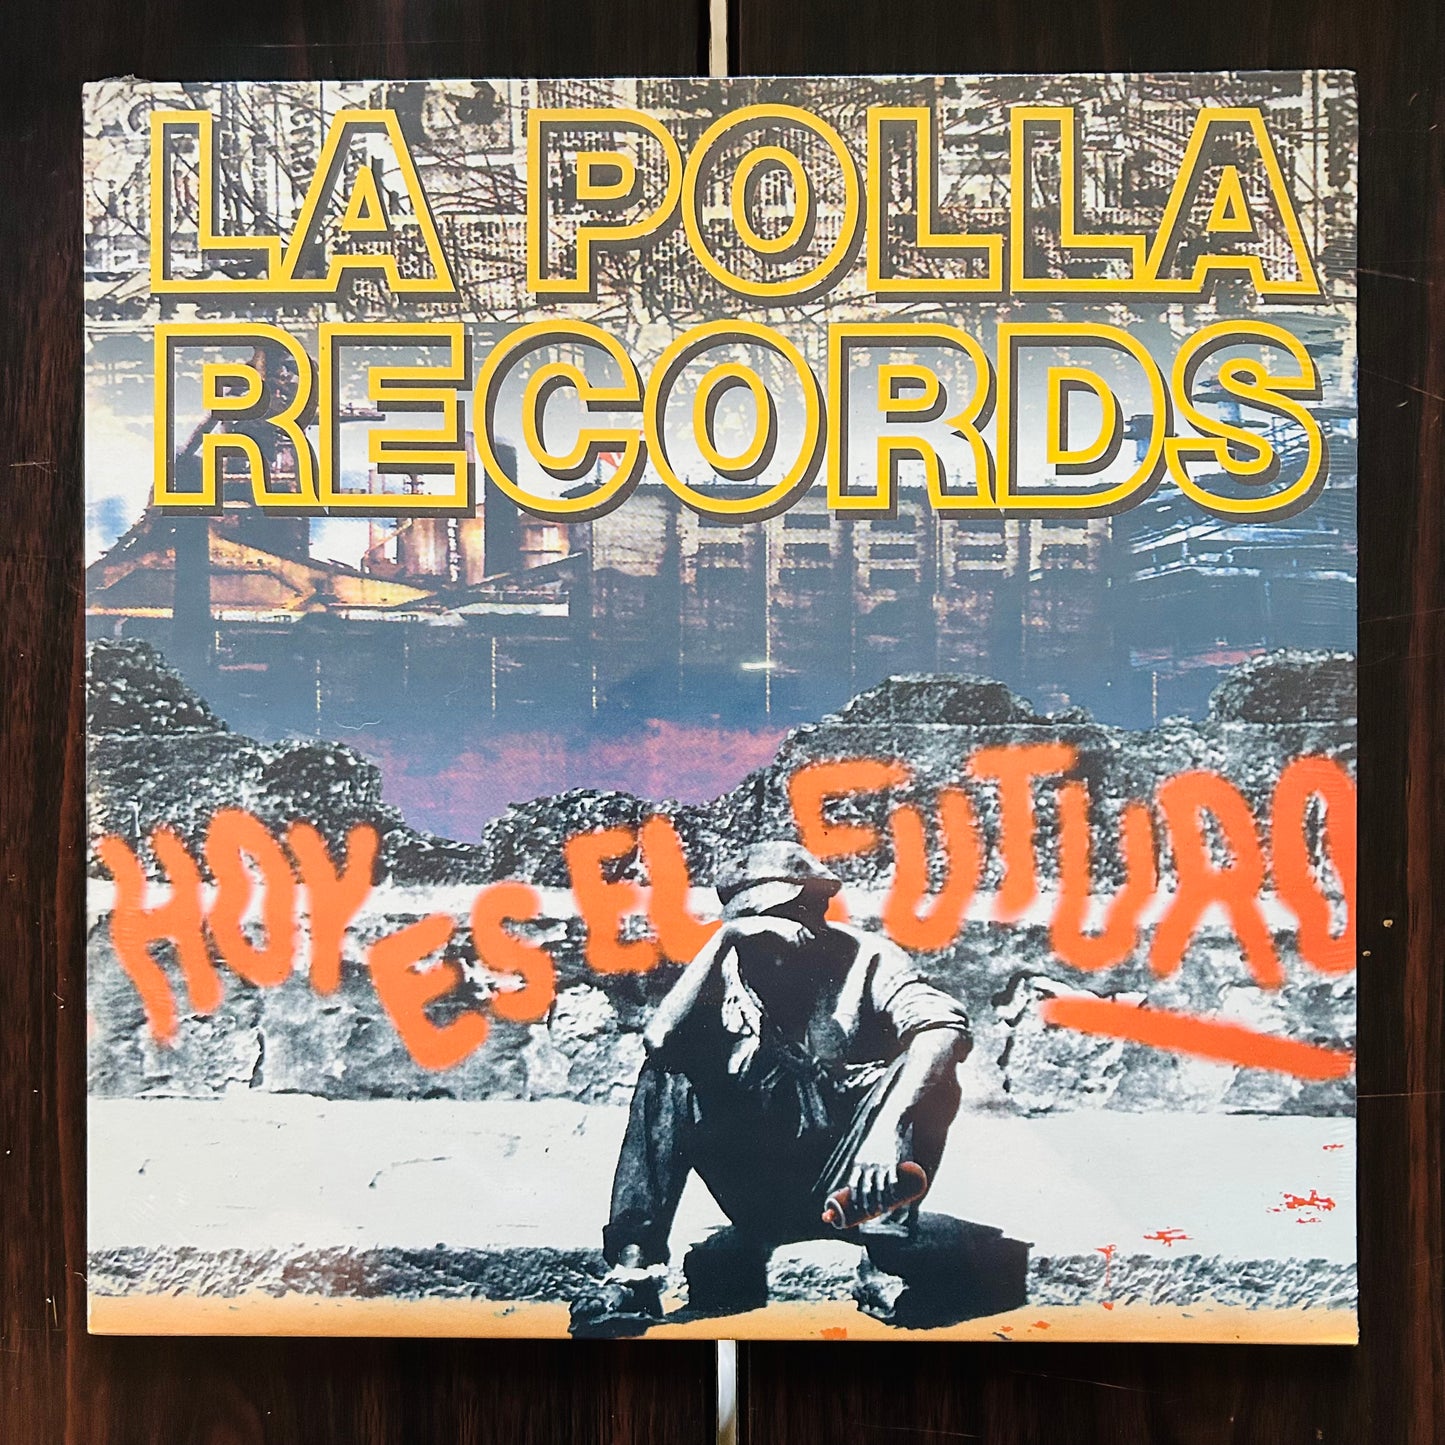 LA POLLA
RECORDS
HOY ES EL FUTURO